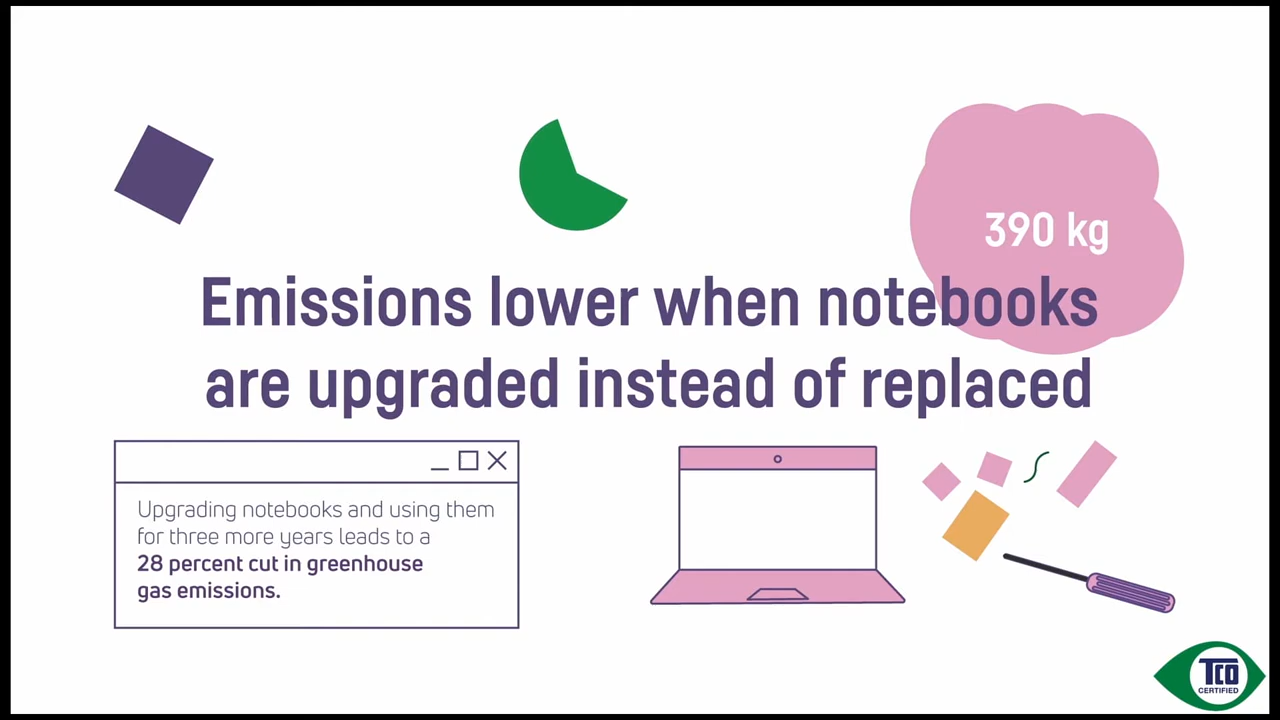 390 kg
Emissions lower when notebooks
are upgraded instead of replaced
Upgrading notebooks and using them
for three more years leads to a
28 percent cut in greenhouse
gas emissions.
TCO
CERTIFIED